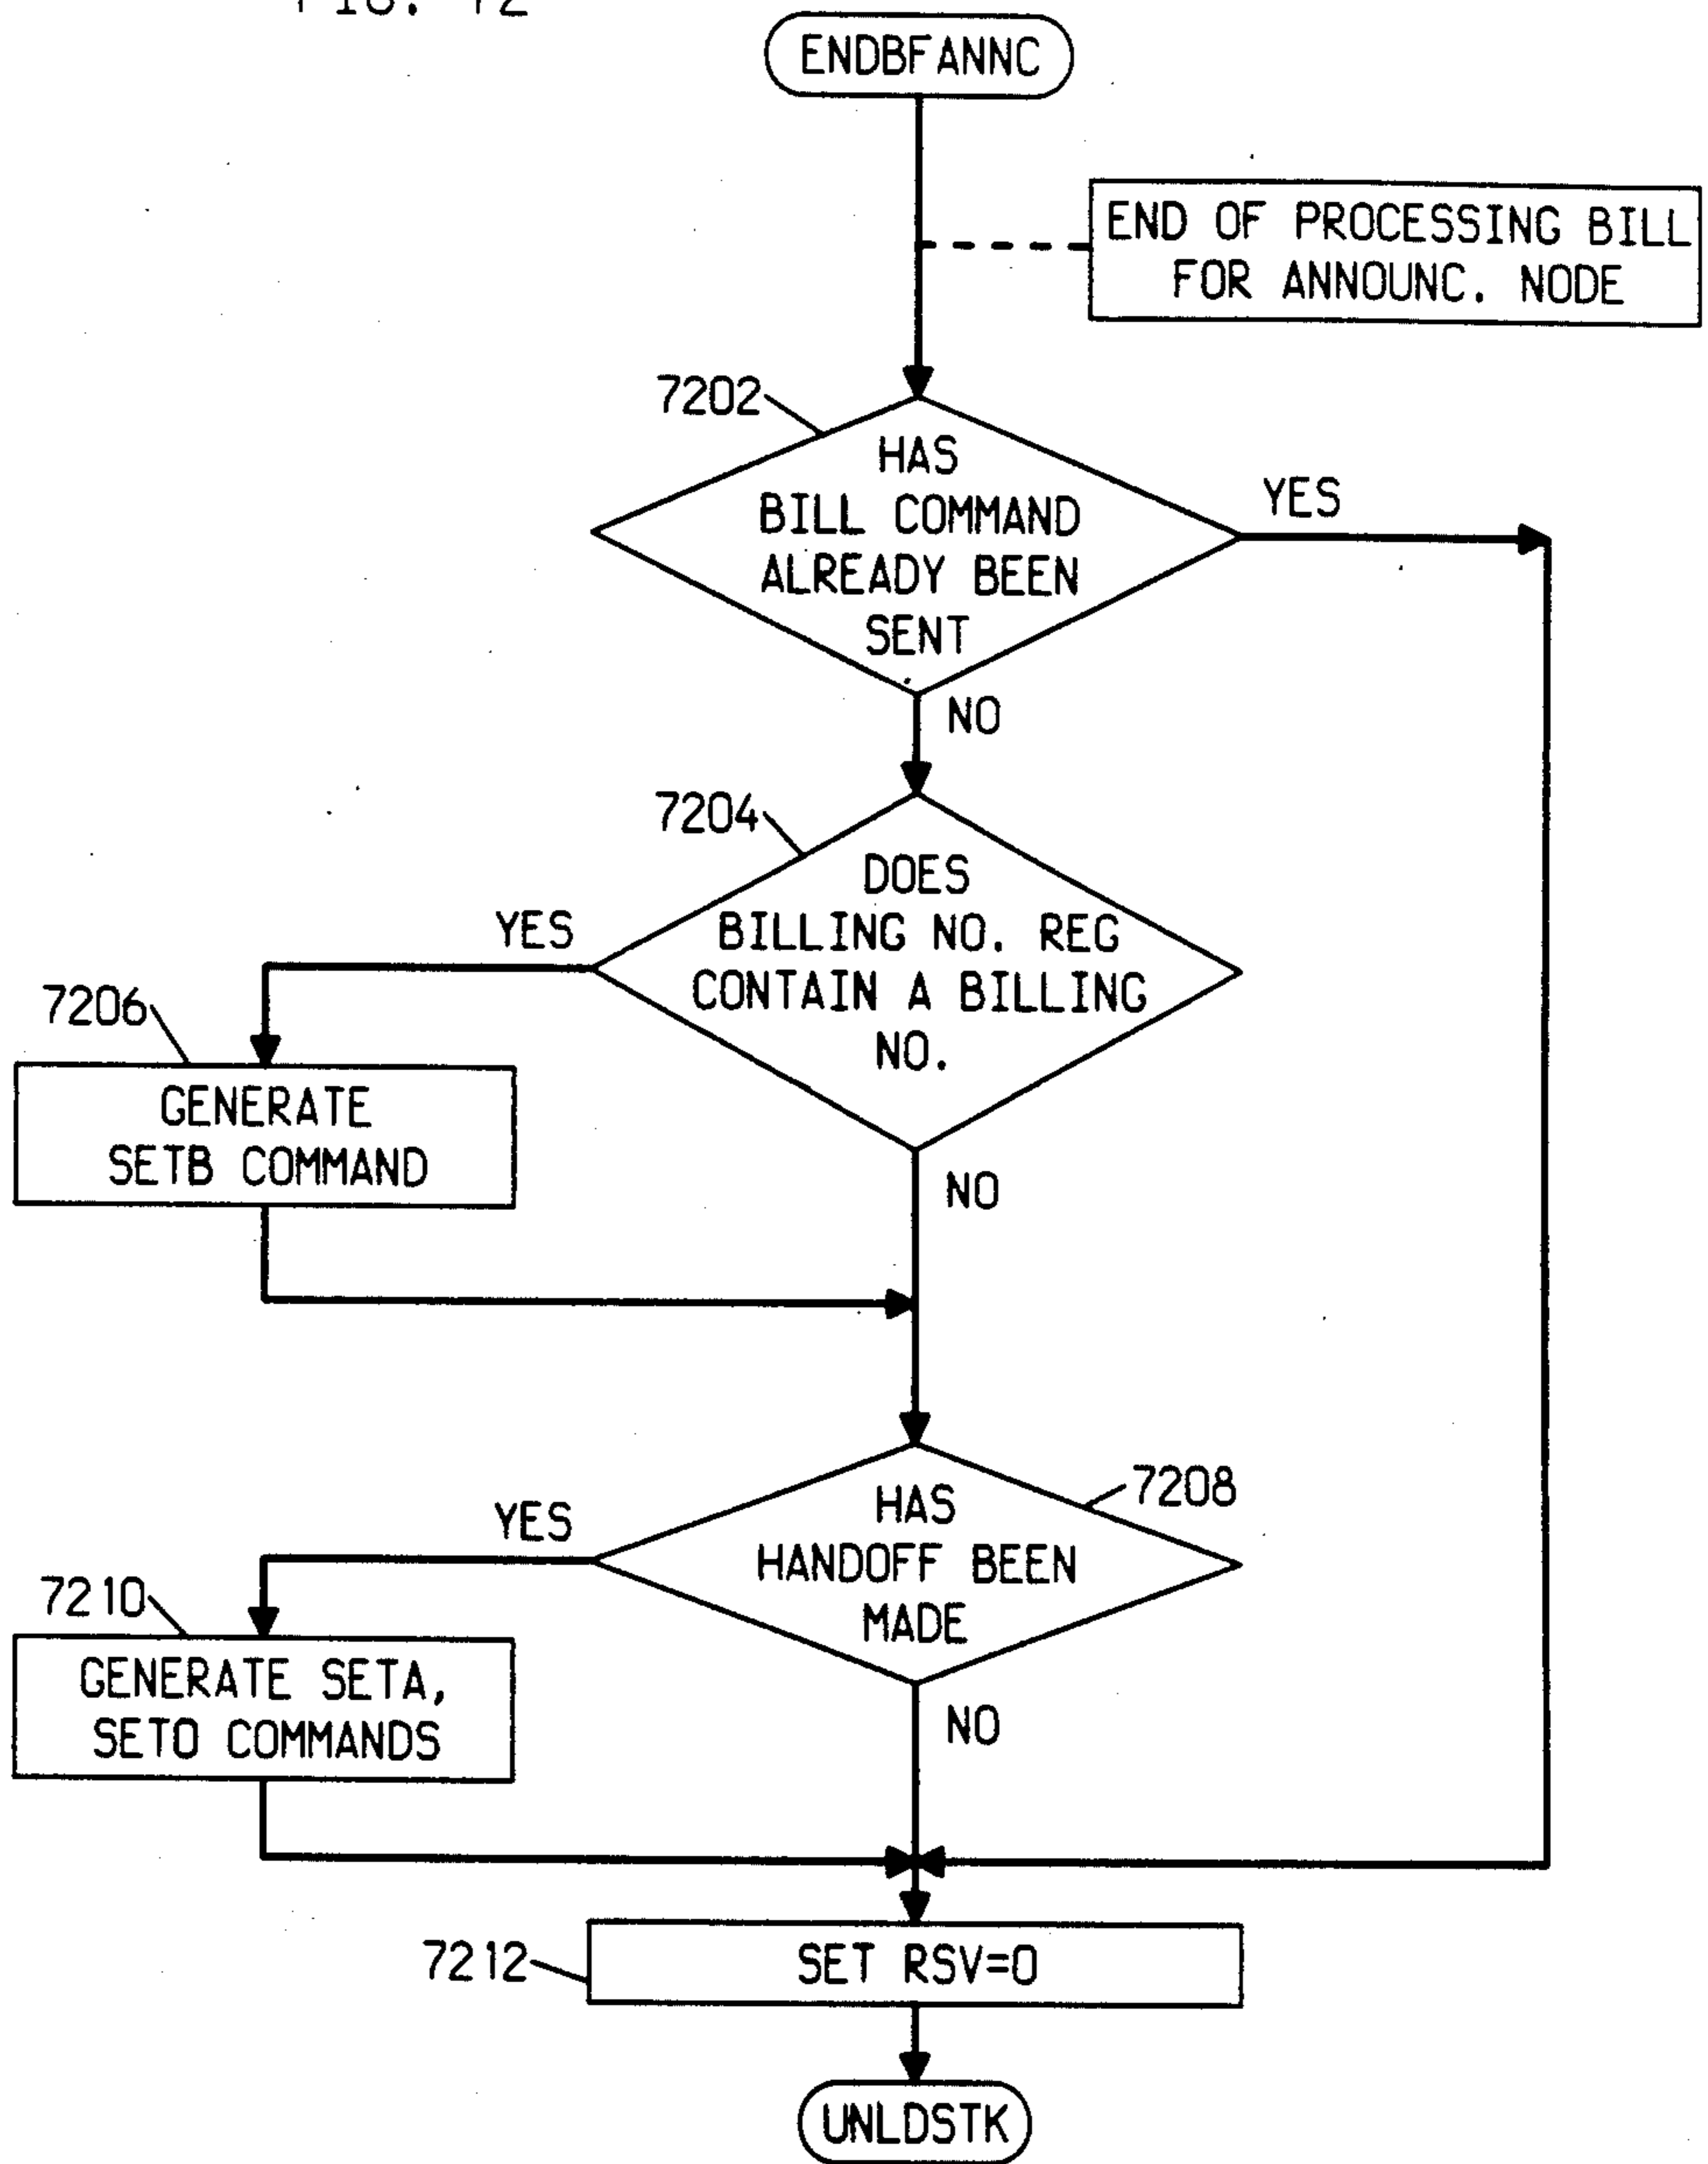 FIG. 72
ENDBFANNC
END OF PROCESSING BILL
FOR ANNOUNC. NODE
7202
HAS
BILL COMMAND
ALREADY BEEN
SENT
YES
NO
7204
DOES
BILLING NO. REG
CONTAIN A BILLING
NO.
YES
7206
GENERATE
SETB COMMAND
NO
7208
HAS
HANDOFF BEEN
MADE
YES
7210
GENERATE SETA,
SETO COMMANDS
NO
7212
SET RSV=0
UNLDSTK